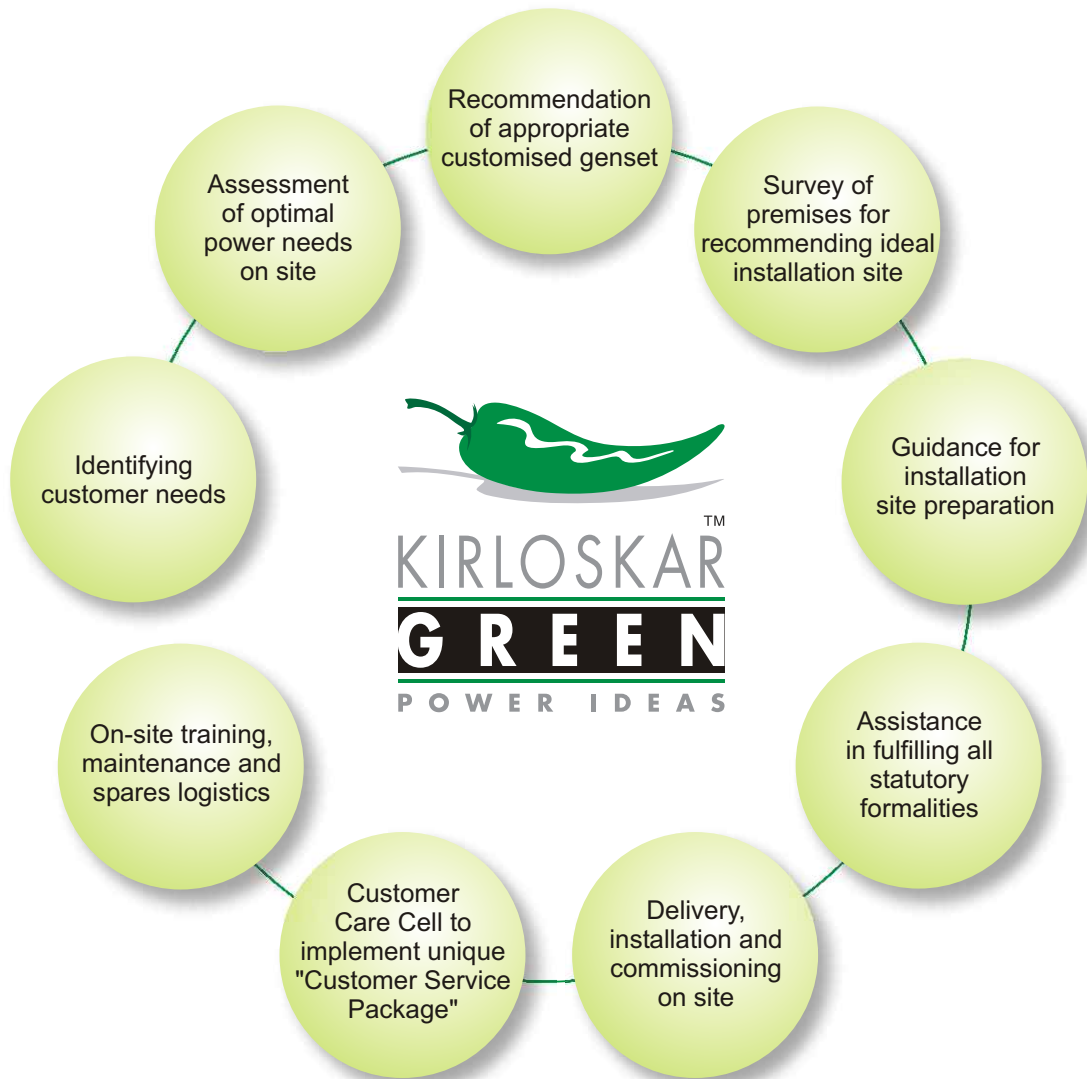 Recommendation
of appropriate
customised genset
Assessment
of optimal
power needs
on site
Survey of
premises for
recommending ideal
installation site
Identifying
customer needs
Guidance for
installation
site preparation
TM
KIRLOSKAR
GREEN
POWER IDEAS
On-site training,
maintenance and
spares logistics
Assistance
in fulfilling all
statutory
formalities
Customer
Care Cell to
implement unique
"Customer Service
Package"
Delivery,
installation and
commissioning
on site